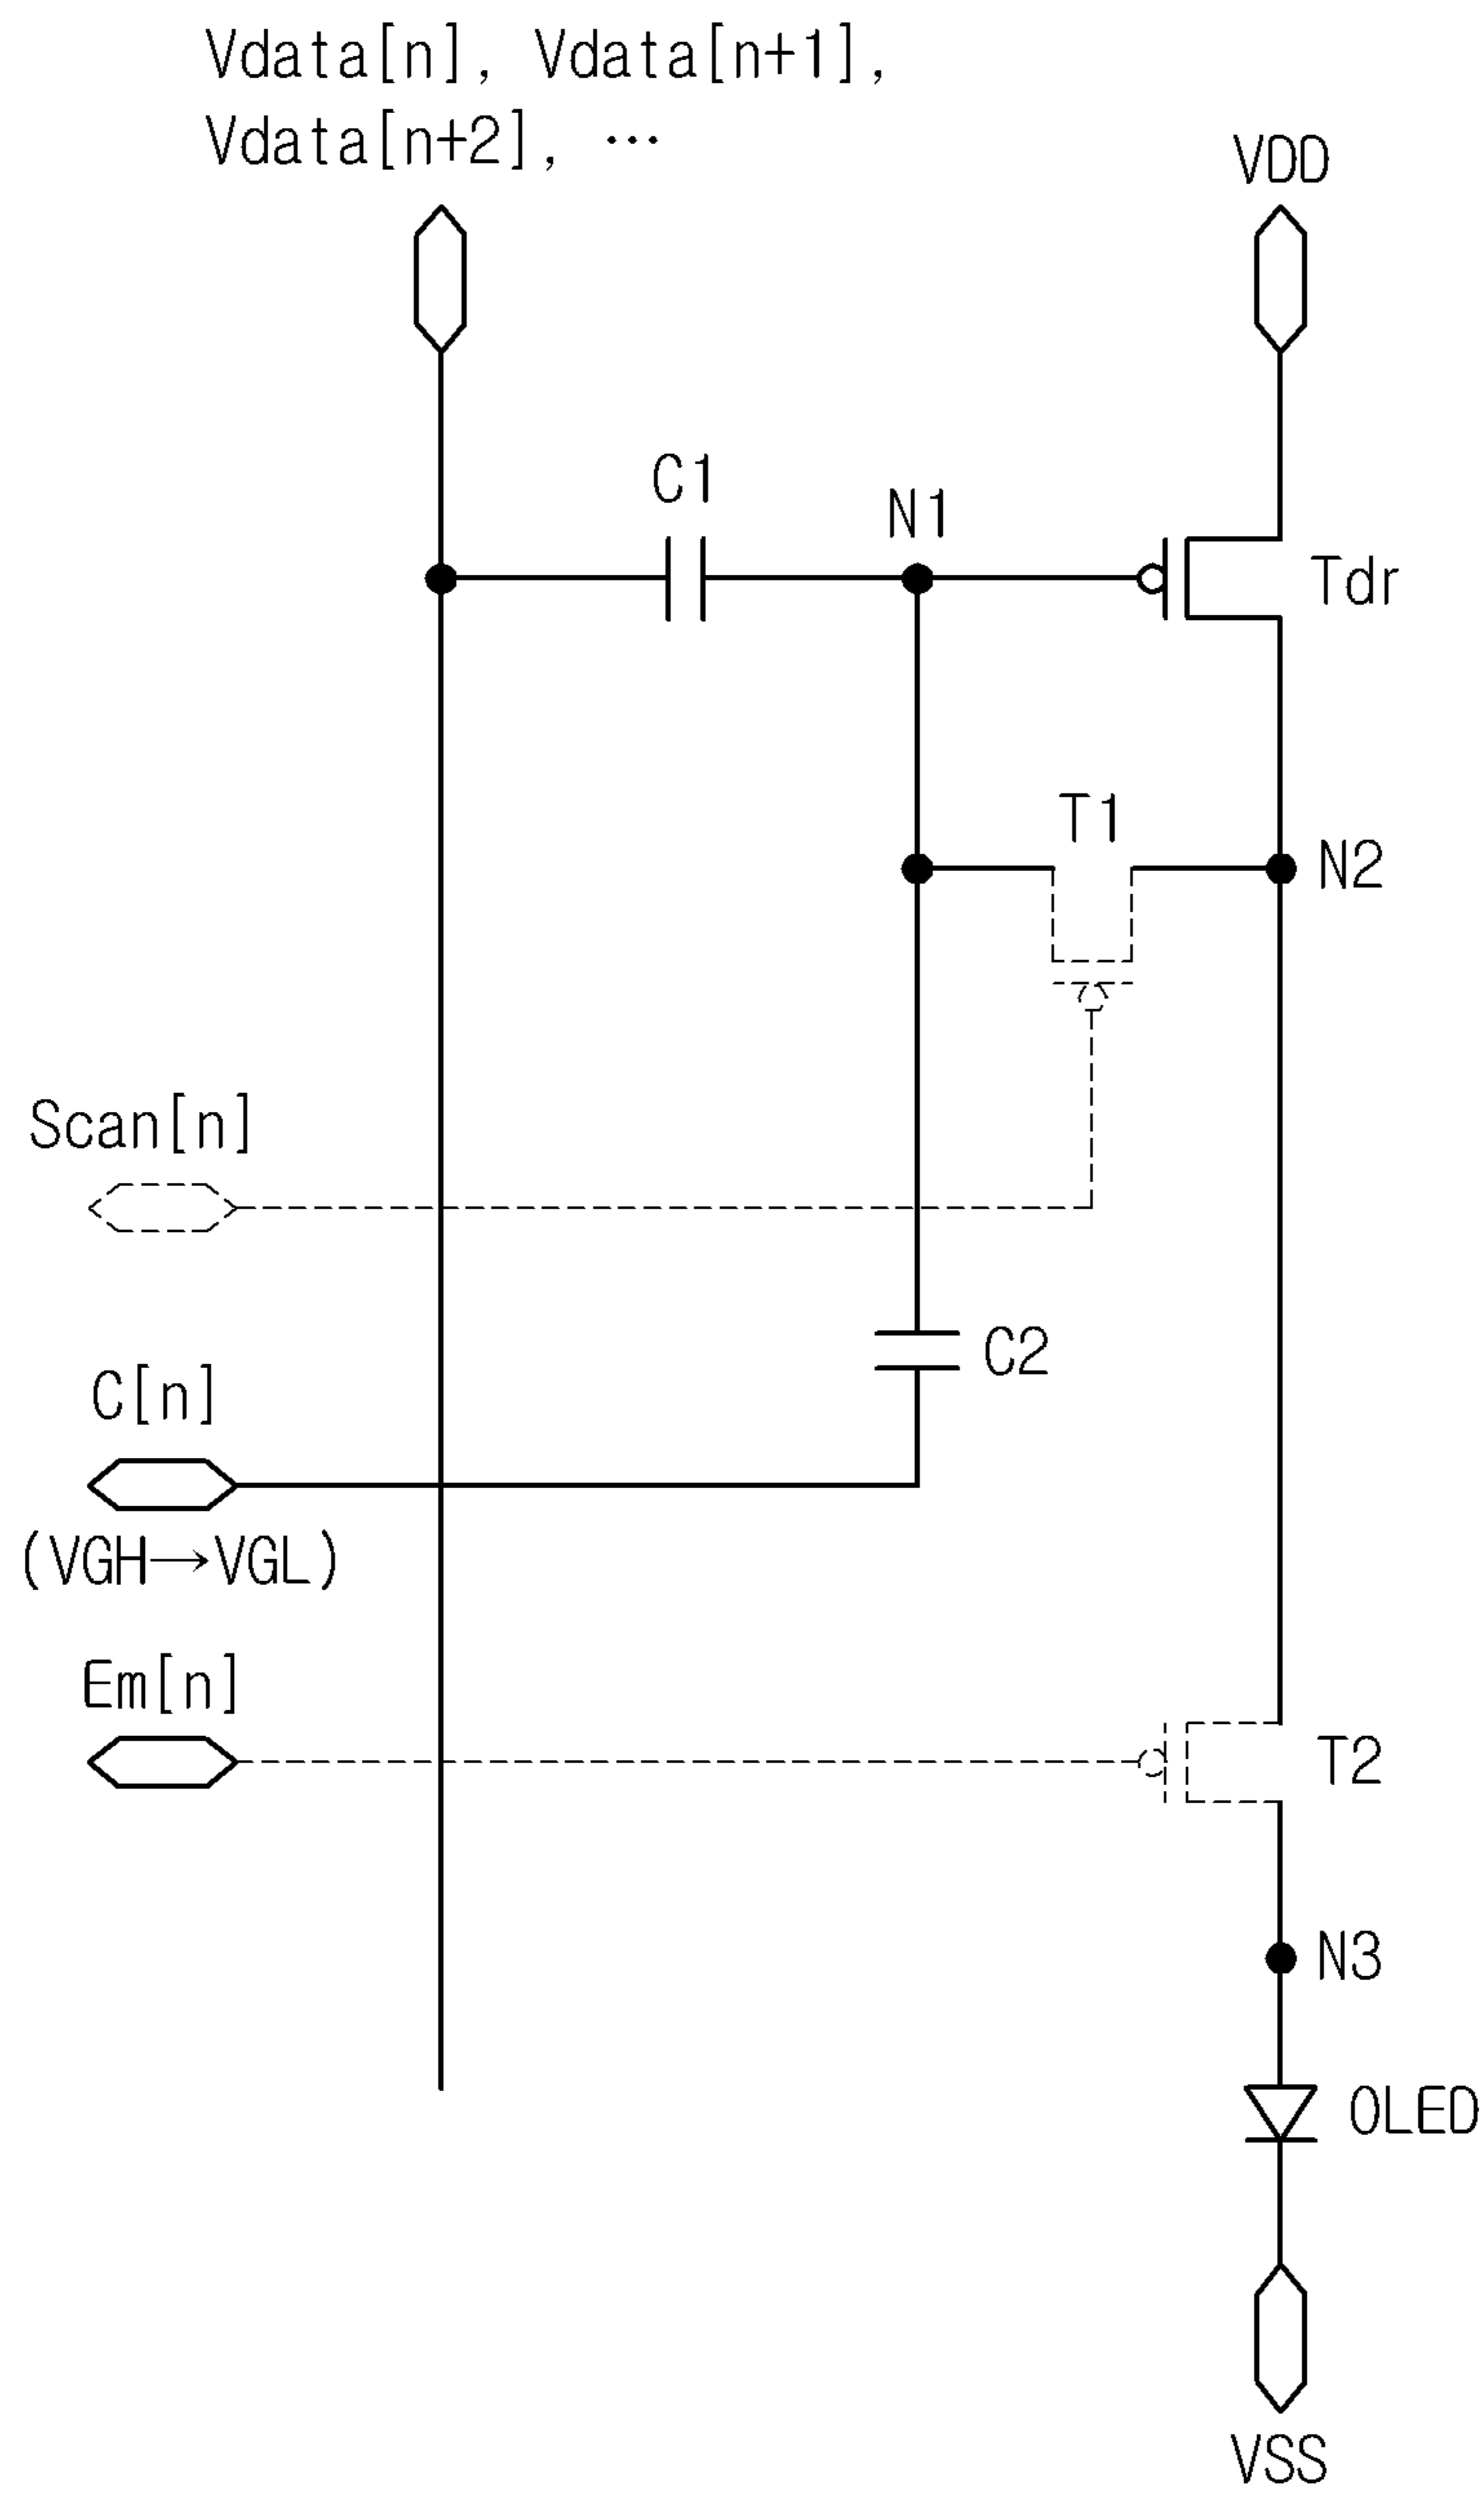 Vdata[n], Vdata[n+1],
Vdata[n+2], ···
VDD
C1
N1
Tdr
T1
N2
Scan[n]
C2
C[n]
(VGH→VGL)
Em[n]
T2
N3
OLED
VSS